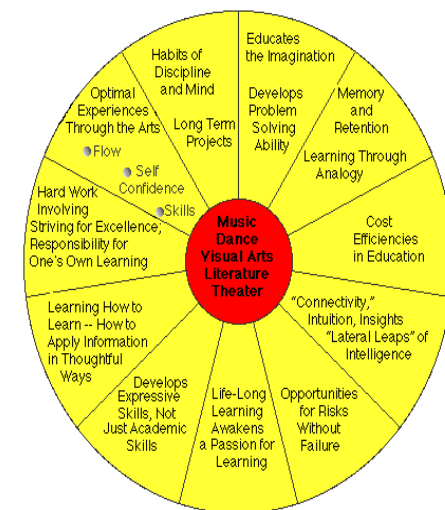 Music
Dance
Visual Arts
Literature
Theater
Educates
the Imagination
Develops
Problem
Solving
Ability
Memory
and
Retention
Learning Through
Analogy
Cost
Efficiencies
in Education
“Connectivity,”
Intuition, Insights
“Lateral Leaps” of
Intelligence
Opportunities
for Risks
Without
Failure
Life-Long
Learning
Awakens
a Passion for
Learning
Develops
Expressive
Skills, Not
Just Academic
Skills
Learning How to
Learn -- How to
Apply Information
in Thoughtful
Ways
Hard Work
Involving
Striving for Excellence;
Responsibility for
One's Own Learning
Optimal
Experiences
Through the Arts
Flow
Self
Confidence
Skills
Habits of
Discipline
and Mind
Long Term
Projects